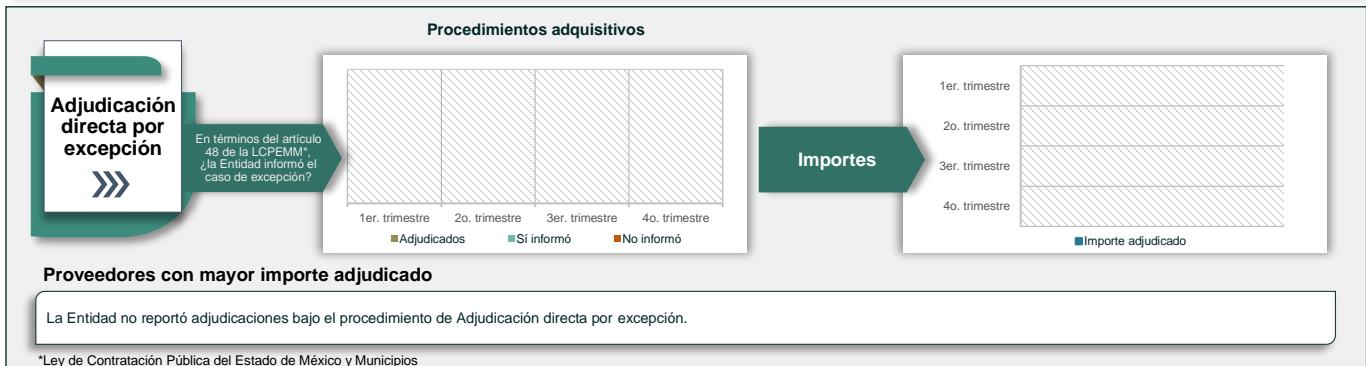 Procedimientos adquisitivos
Adjudicación
directa por
excepción
En términos del artículo
48 de la LCPEMM*,
¿la Entidad informó el
caso de excepción?
1er. trimestre 2o. trimestre 3er. trimestre 4o. trimestre
Adjudicados Sí informó No informó
Importes
1er. trimestre
2o. trimestre
3er. trimestre
4o. trimestre
Importe adjudicado
Proveedores con mayor importe adjudicado
La Entidad no reportó adjudicaciones bajo el procedimiento de Adjudicación directa por excepción.
*Ley de Contratación Pública del Estado de México y Municipios